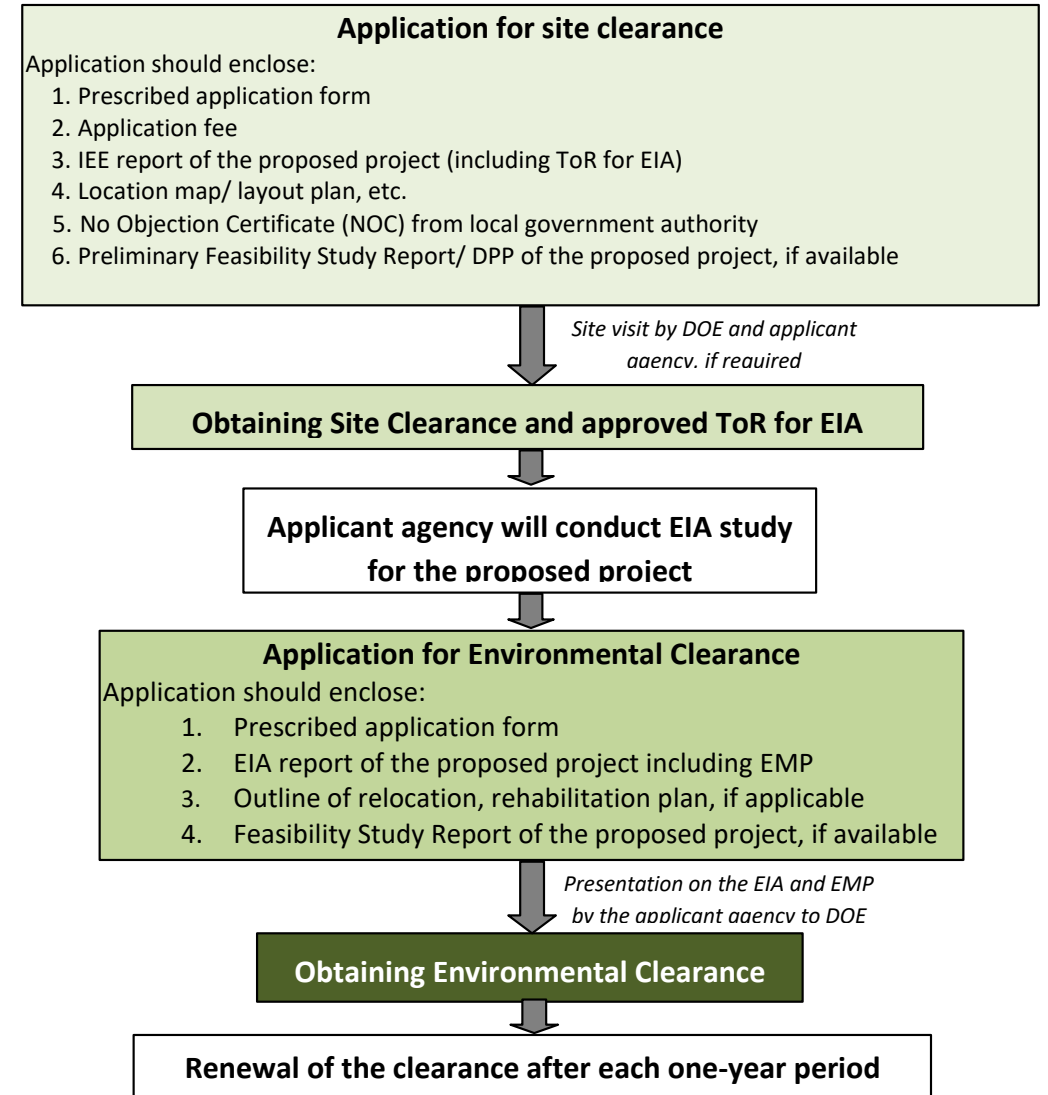 Application for site clearance
Application should enclose:
1. Prescribed application form
2. Application fee
3. IEE report of the proposed project (including ToR for EIA)
4. Location map/ layout plan, etc.
5. No Objection Certificate (NOC) from local government authority
6. Preliminary Feasibility Study Report/ DPP of the proposed project, if available
Site visit by DOE and applicant
agency, if required
Obtaining Site Clearance and approved ToR for EIA
Applicant agency will conduct EIA study
for the proposed project
Application for Environmental Clearance
Application should enclose:
1. Prescribed application form
2. EIA report of the proposed project including EMP
3. Outline of relocation, rehabilitation plan, if applicable
4. Feasibility Study Report of the proposed project, if available
Presentation on the EIA and EMP
by the applicant agency to DOE
Obtaining Environmental Clearance
Renewal of the clearance after each one-year period